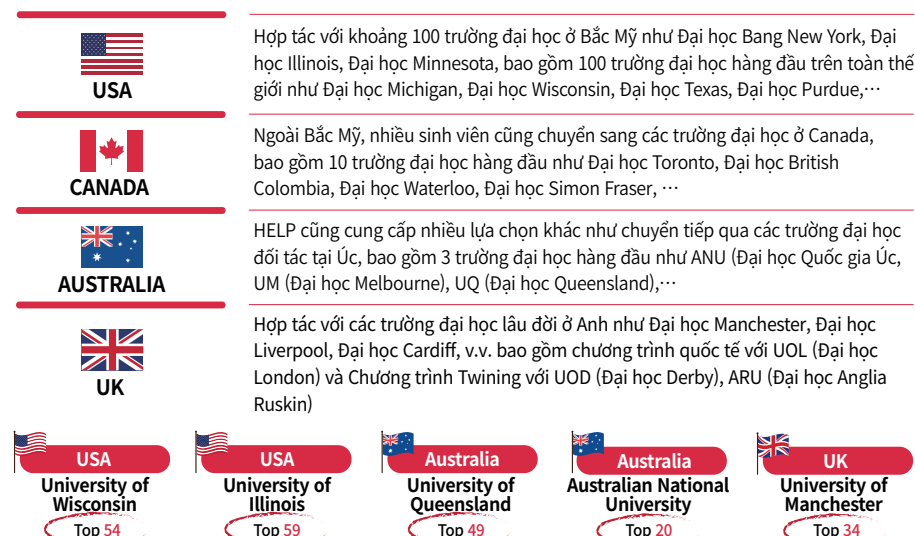 USA
Hợp tác với khoảng 100 trường đại học ở Bắc Mỹ như Đại học Bang New York, Đại
học Illinois, Đại học Minnesota, bao gồm 100 trường đại học hàng đầu trên toàn thế
giới như Đại học Michigan, Đại học Wisconsin, Đại học Texas, Đại học Purdue,…
CANADA
Ngoài Bắc Mỹ, nhiều sinh viên cũng chuyển sang các trường đại học ở Canada,
bao gồm 10 trường đại học hàng đầu như Đại học Toronto, Đại học British
Colombia, Đại học Waterloo, Đại học Simon Fraser, …
AUSTRALIA
HELP cũng cung cấp nhiều lựa chọn khác như chuyển tiếp qua các trường đại học
đối tác tại Úc, bao gồm 3 trường đại học hàng đầu như ANU (Đại học Quốc gia Úc,
UM (Đại học Melbourne), UQ (Đại học Queensland),…
UK
Hợp tác với các trường đại học lâu đời ở Anh như Đại học Manchester, Đại học
Liverpool, Đại học Cardiff, v.v. bao gồm chương trình quốc tế với UOL (Đại học
London) và Chương trình Twining với UOD (Đại học Derby), ARU (Đại học Anglia
Ruskin)
USA
University of
Wisconsin
Top 54
USA
University of
Illinois
Top 59
Australia
University of
Queensland
Top 49
Australia
Australian National
University
Top 20
UK
University of
Manchester
Top 34